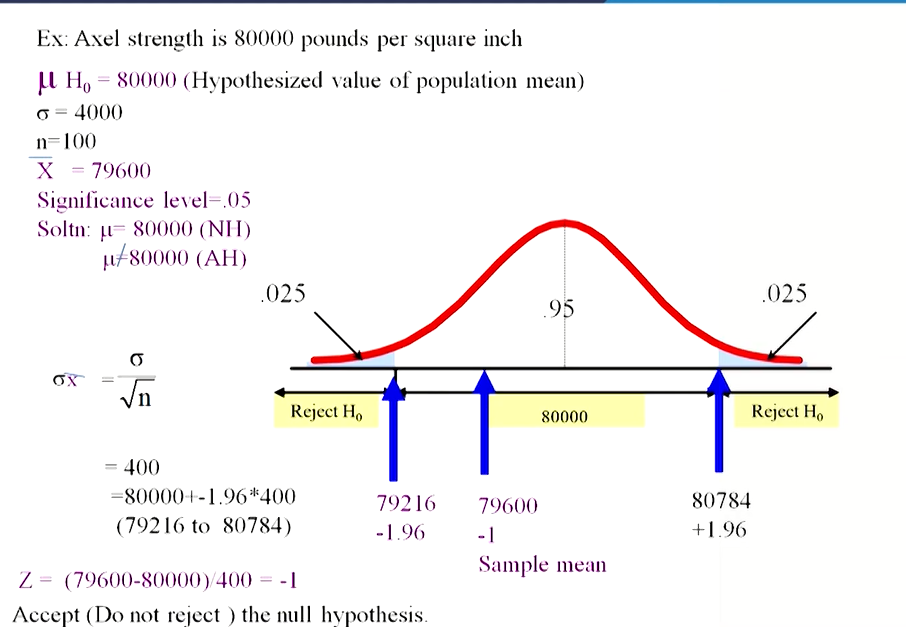 Ex: Axel strength is 80000 pounds per square inch
μ H₀ = 80000 (Hypothesized value of population mean)
σ = 4000
n=100
X̅ = 79600
Significance level=.05
Soltn: μ= 80000 (NH)
μ≠80000 (AH)
.025
.95
.025
σx̅ = σ/√n
Reject H₀
80000
Reject H₀
= 400
=80000+-1.96*400
(79216 to 80784)
79216
-1.96
79600
-1
Sample mean
80784
+1.96
Z = (79600-80000)/400 = -1
Accept (Do not reject ) the null hypothesis.